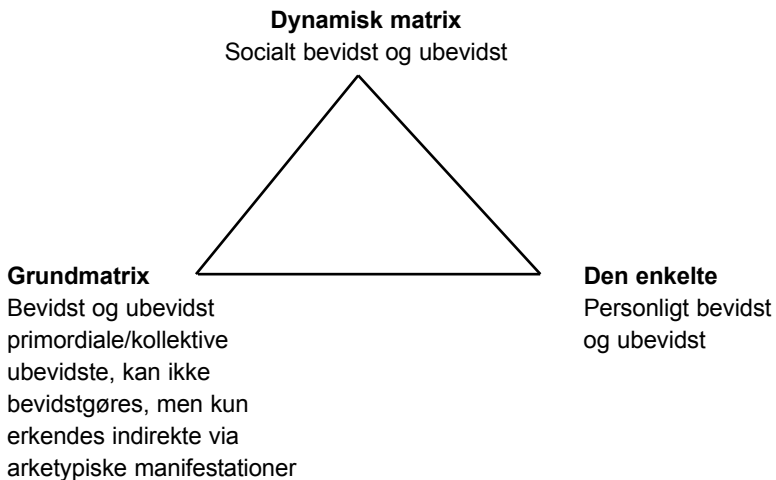 Dynamisk matrix
Socialt bevidst og ubevidst
Grundmatrix
Bevidst og ubevidst
primordiale/kollektive
ubevidste, kan ikke
bevidstgøres, men kun
erkendes indirekte via
arketypiske manifestationer
Den enkelte
Personligt bevidst
og ubevidst